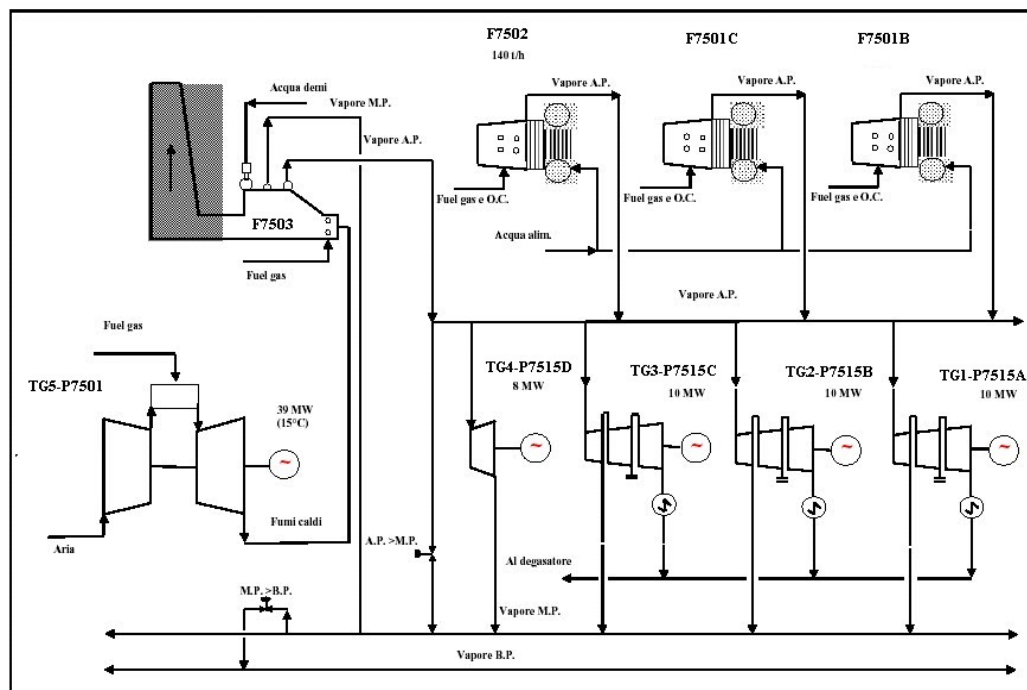 F7502
F7501C
F7501B
140 t/h
Vapore A.P.
Vapore A.P.
Vapore A.P.
Acqua demi
Vapore M.P.
Vapore A.P.
Fuel gas e O.C.
Fuel gas e O.C.
Fuel gas e O.C.
F7503
Acqua alim.
Fuel gas
Vapore A.P.
Fuel gas
TG5-P7501
TG4-P7515D
8 MW
TG3-P7515C
10 MW
TG2-P7515B
10 MW
TG1-P7515A
10 MW
39 MW
(15°C)
~
~
~
~
~
Fumi caldi
Aria
A.P. >M.P.
Al degasatore
M.P. >B.P.
Vapore M.P.
Vapore B.P.